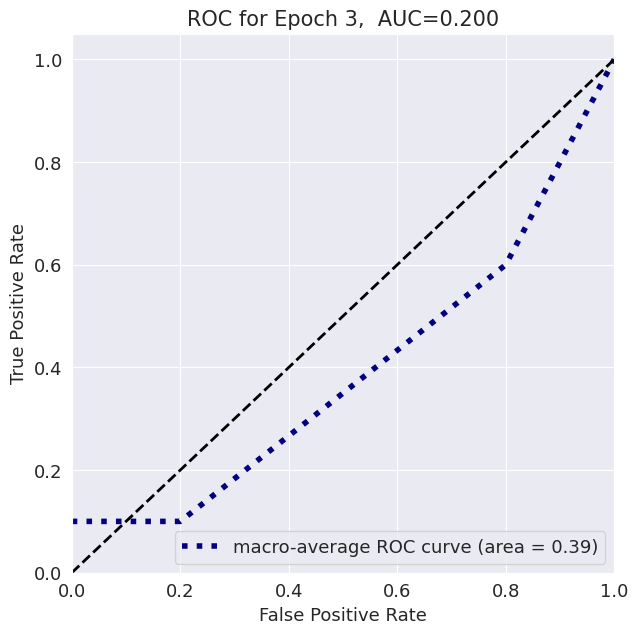 ROC for Epoch 3,  AUC=0.200
1.0
0.8
0.6
0.4
0.2
0.0
True Positive Rate
macro-average ROC curve (area = 0.39)
0.0 0.2 0.4 0.6 0.8 1.0
False Positive Rate